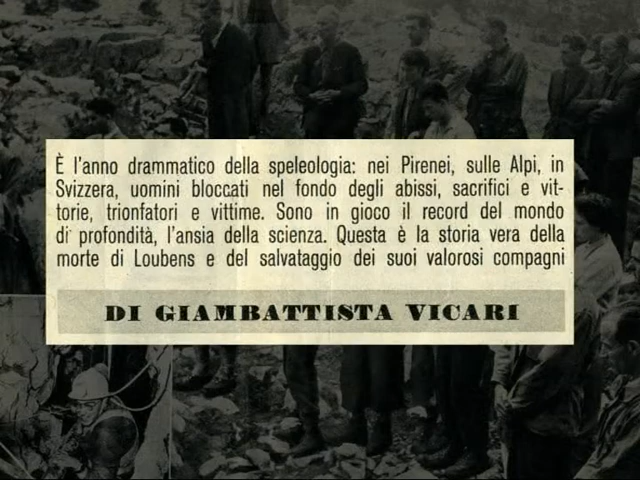 È l'anno drammatico della speleologia: nei Pirenei, sulle Alpi, in
Svizzera, uomini bloccati nel fondo degli abissi, sacrifici e vit-
torie, trionfatori e vittime. Sono in gioco il record del mondo
di profondità, l'ansia della scienza. Questa è la storia vera della
morte di Loubens e del salvataggio dei suoi valorosi compagni
DI GIAMBATTISTA VICARI